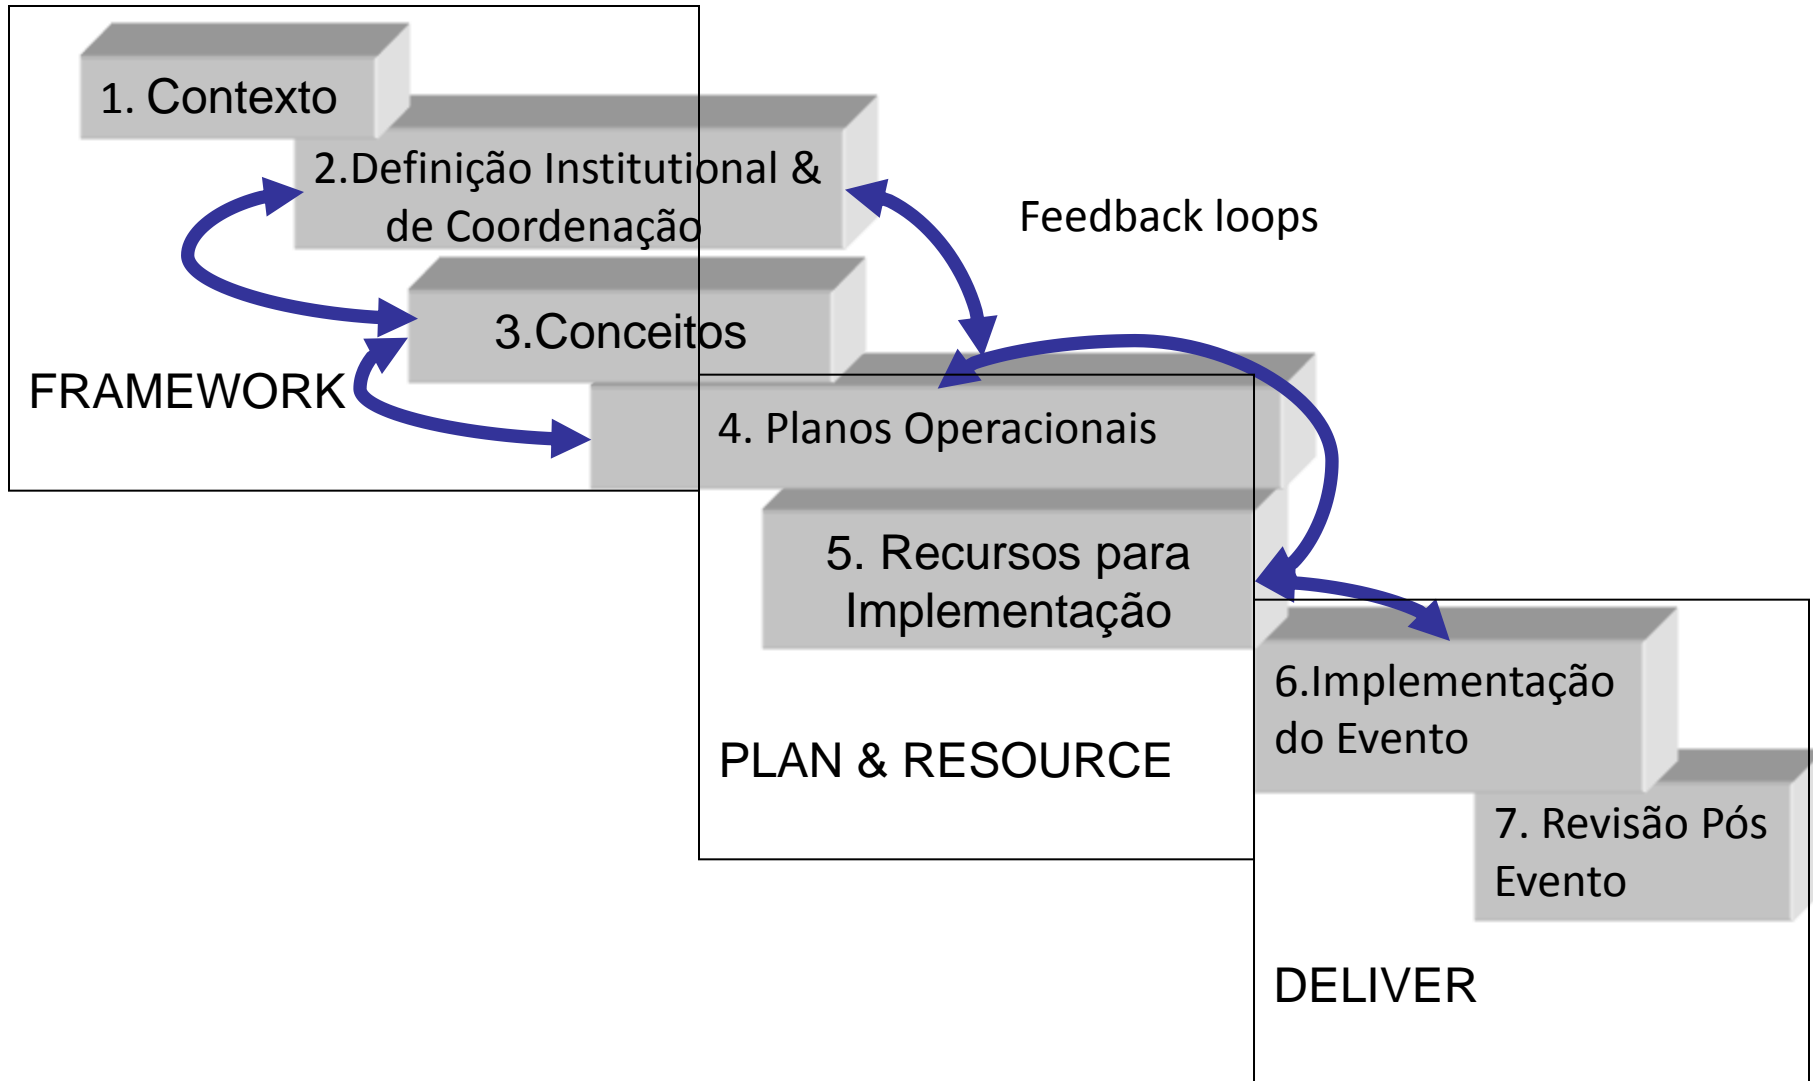 1. Contexto
2.Definição Institutional &
de Coordenação
Feedback loops
3.Conceitos
FRAMEWORK
4. Planos Operacionais
5. Recursos para
Implementação
6.Implementação
do Evento
PLAN & RESOURCE
7. Revisão Pós
Evento
DELIVER